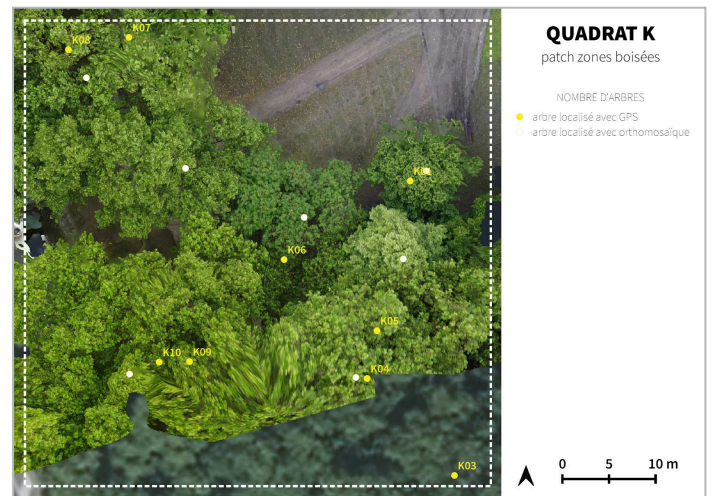 QUADRAT K
patch zones boisées
NOMBRE D'ARBRES
arbre localisé avec GPS
arbre localisé avec orthomosaïque
K08
K07
K06
K05
K10
K09
K04
K03
0 5 10 m